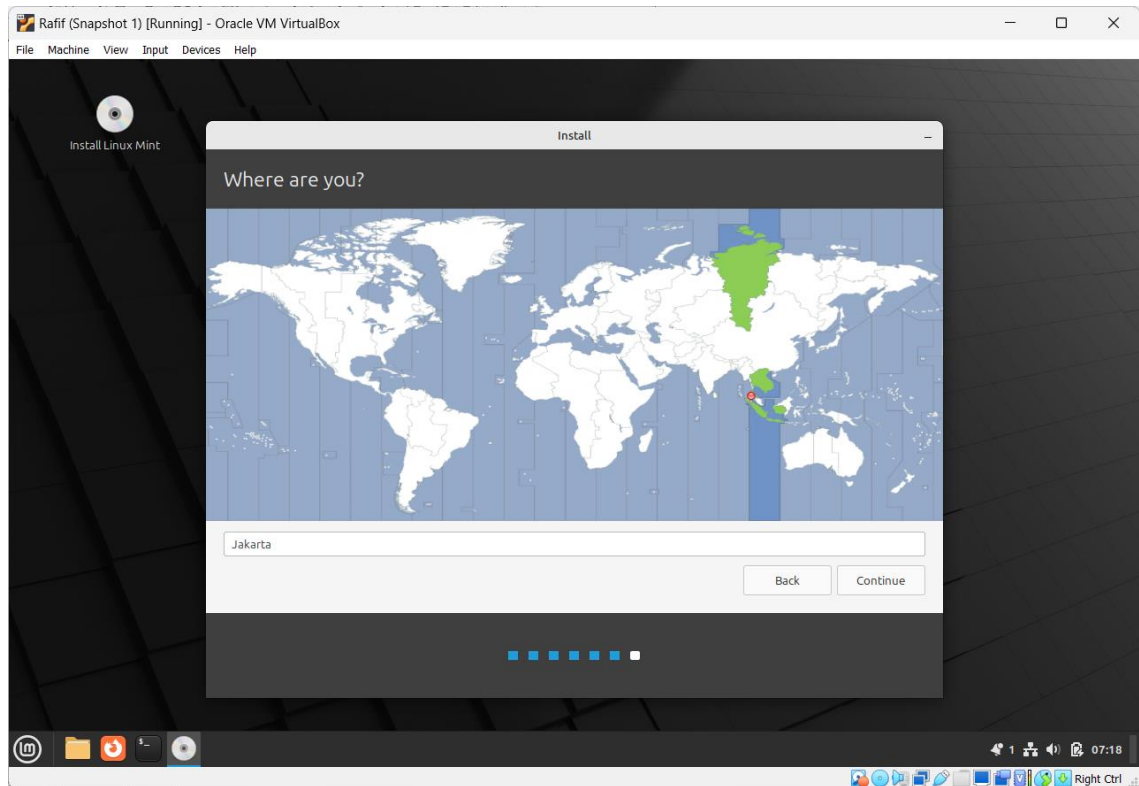 Rafif (Snapshot 1) [Running] - Oracle VM VirtualBox
File Machine View Input Devices Help
Install Linux Mint
Install
Where are you?
Jakarta
Back Continue
1 07:18
Right Ctrl